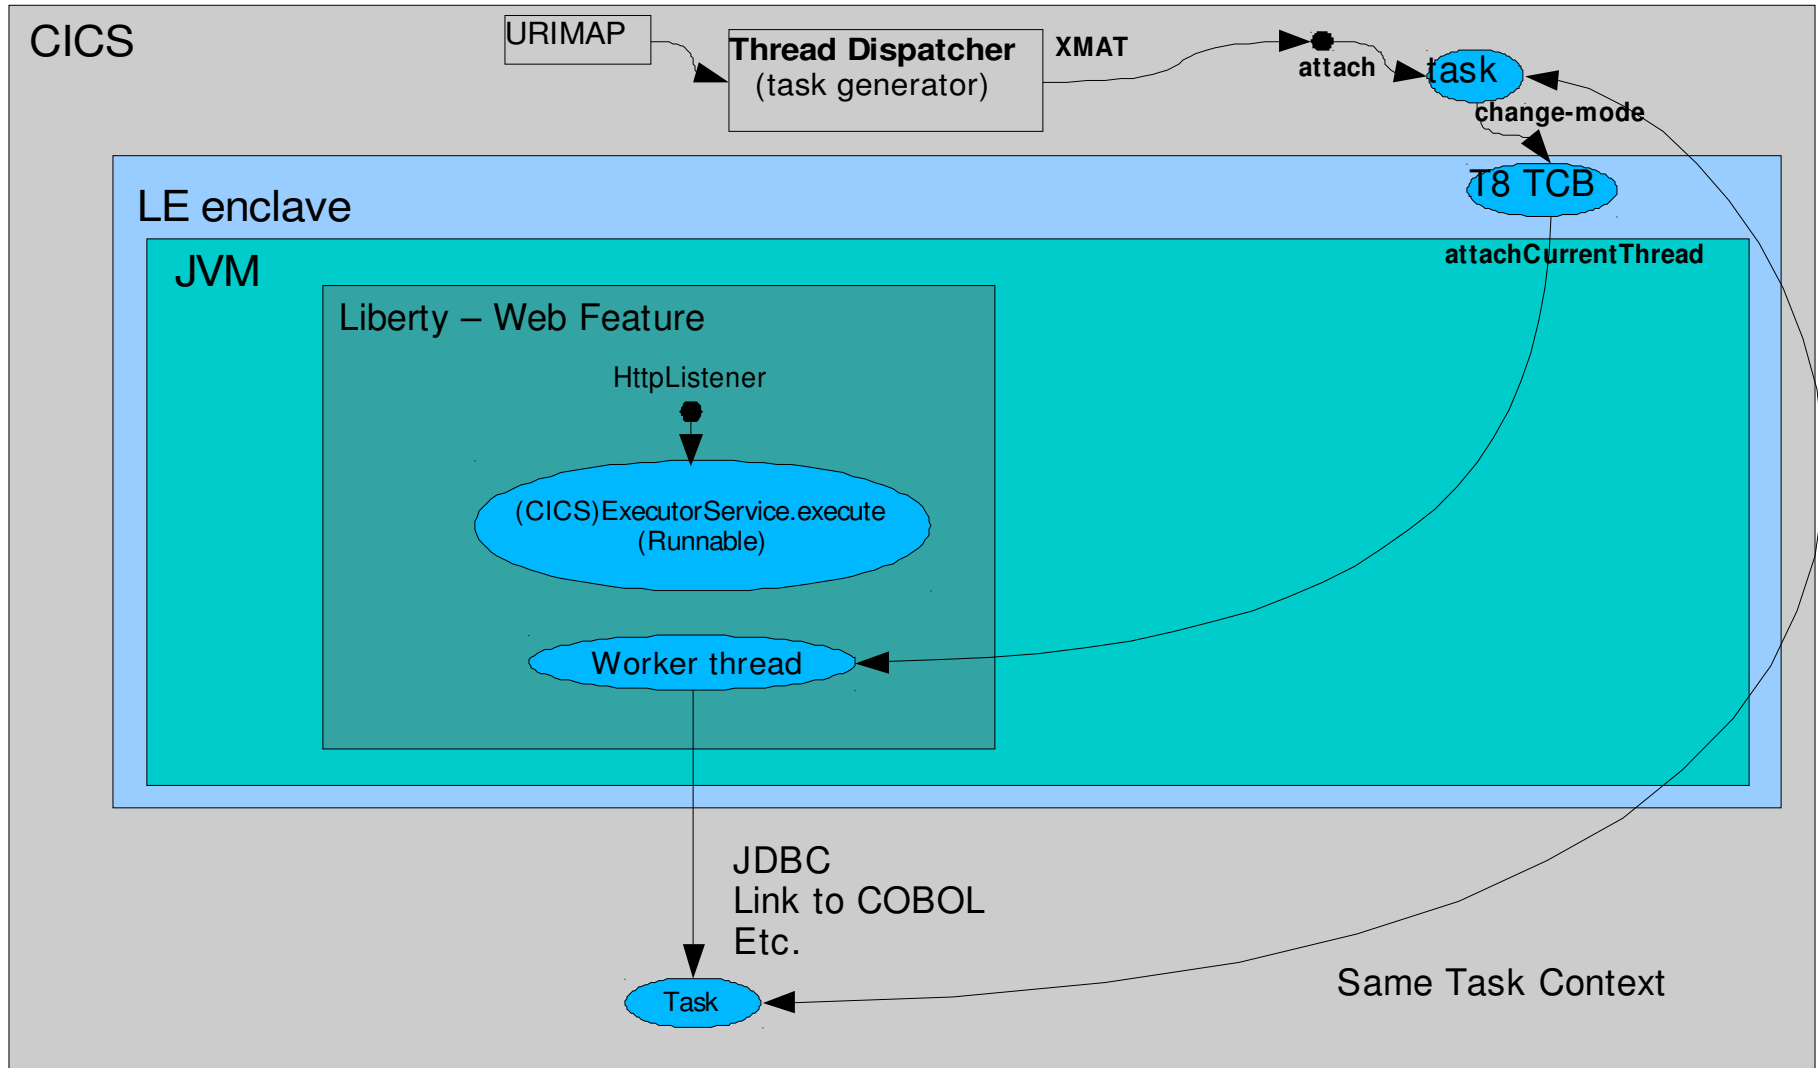 CICS
URIMAP
Thread Dispatcher
(task generator)
XMAT
attach
task
change-mode
T8 TCB
LE enclave
attachCurrentThread
JVM
Liberty – Web Feature
HttpListener
(CICS)ExecutorService.execute
(Runnable)
Worker thread
JDBC
Link to COBOL
Etc.
Same Task Context
Task